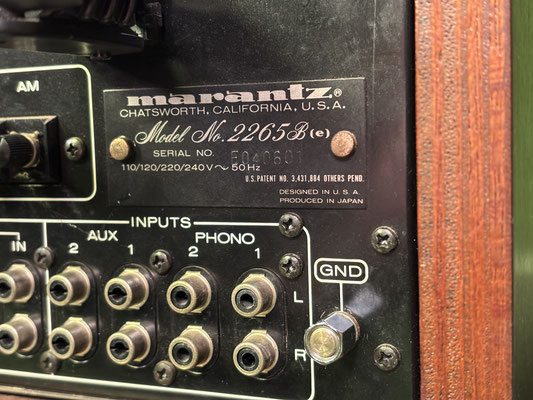 AM
marantz®
CHATSWORTH, CALIFORNIA, U.S.A.
Model No. 2265B (e)
SERIAL NO.
110/120/220/240V ~ 50Hz
U.S. PATENT NO. 3,431,884 OTHERS PEND.
DESIGNED IN U.S.A.
PRODUCED IN JAPAN
INPUTS
IN
AUX
2 1
PHONO
2 1
GND
L
R